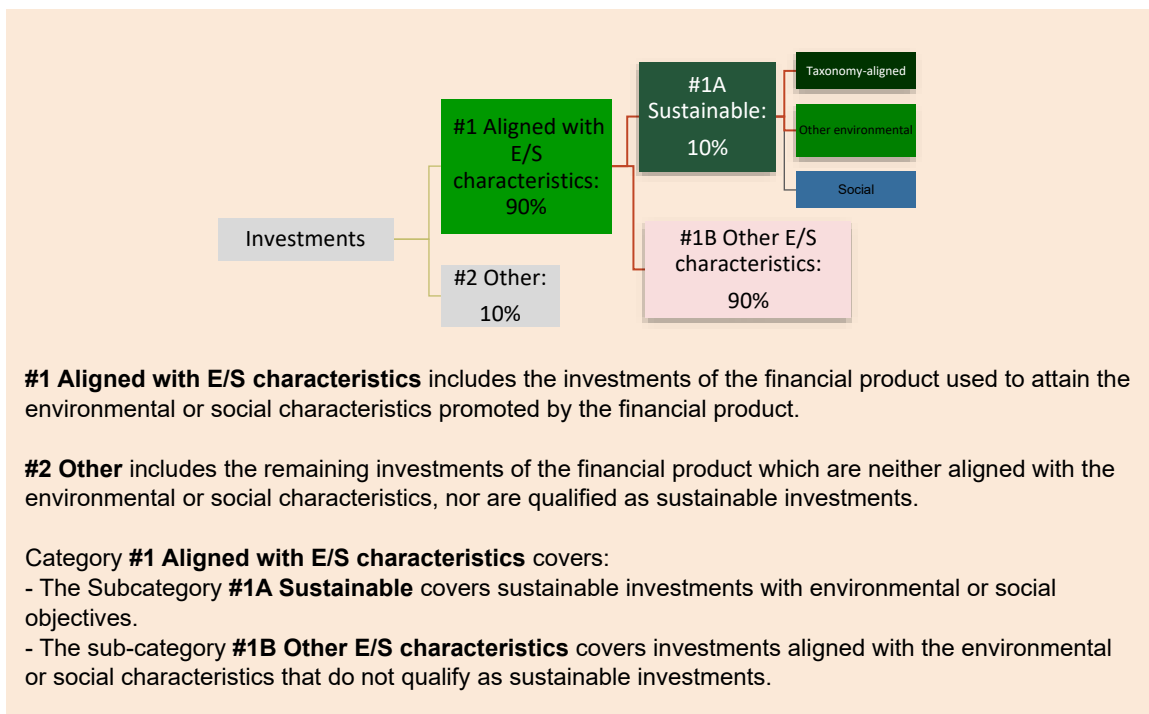 Investments
#1 Aligned with
E/S
characteristics:
90%
#2 Other:
10%
#1A
Sustainable:
10%
#1B Other E/S
characteristics:
90%
Taxonomy-aligned
Other environmental
Social
#1 Aligned with E/S characteristics includes the investments of the financial product used to attain the
environmental or social characteristics promoted by the financial product.
#2 Other includes the remaining investments of the financial product which are neither aligned with the
environmental or social characteristics, nor are qualified as sustainable investments.
Category #1 Aligned with E/S characteristics covers:
- The Subcategory #1A Sustainable covers sustainable investments with environmental or social
objectives.
- The sub-category #1B Other E/S characteristics covers investments aligned with the environmental
or social characteristics that do not qualify as sustainable investments.